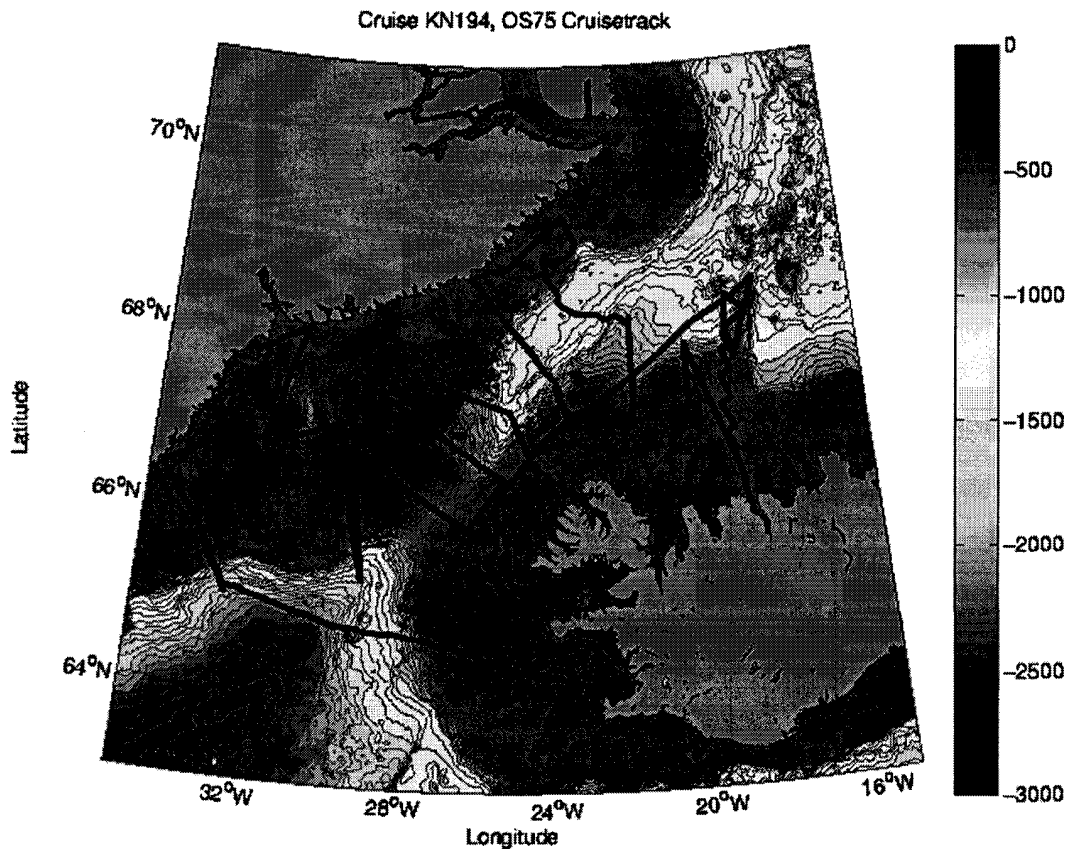 Cruise KN194, OS75 Cruisetrack
70°N
68°N
66°N
64°N
Latitude
32°W
28°W
24°W
20°W
16°W
Longitude
0
-500
-1000
-1500
-2000
-2500
-3000